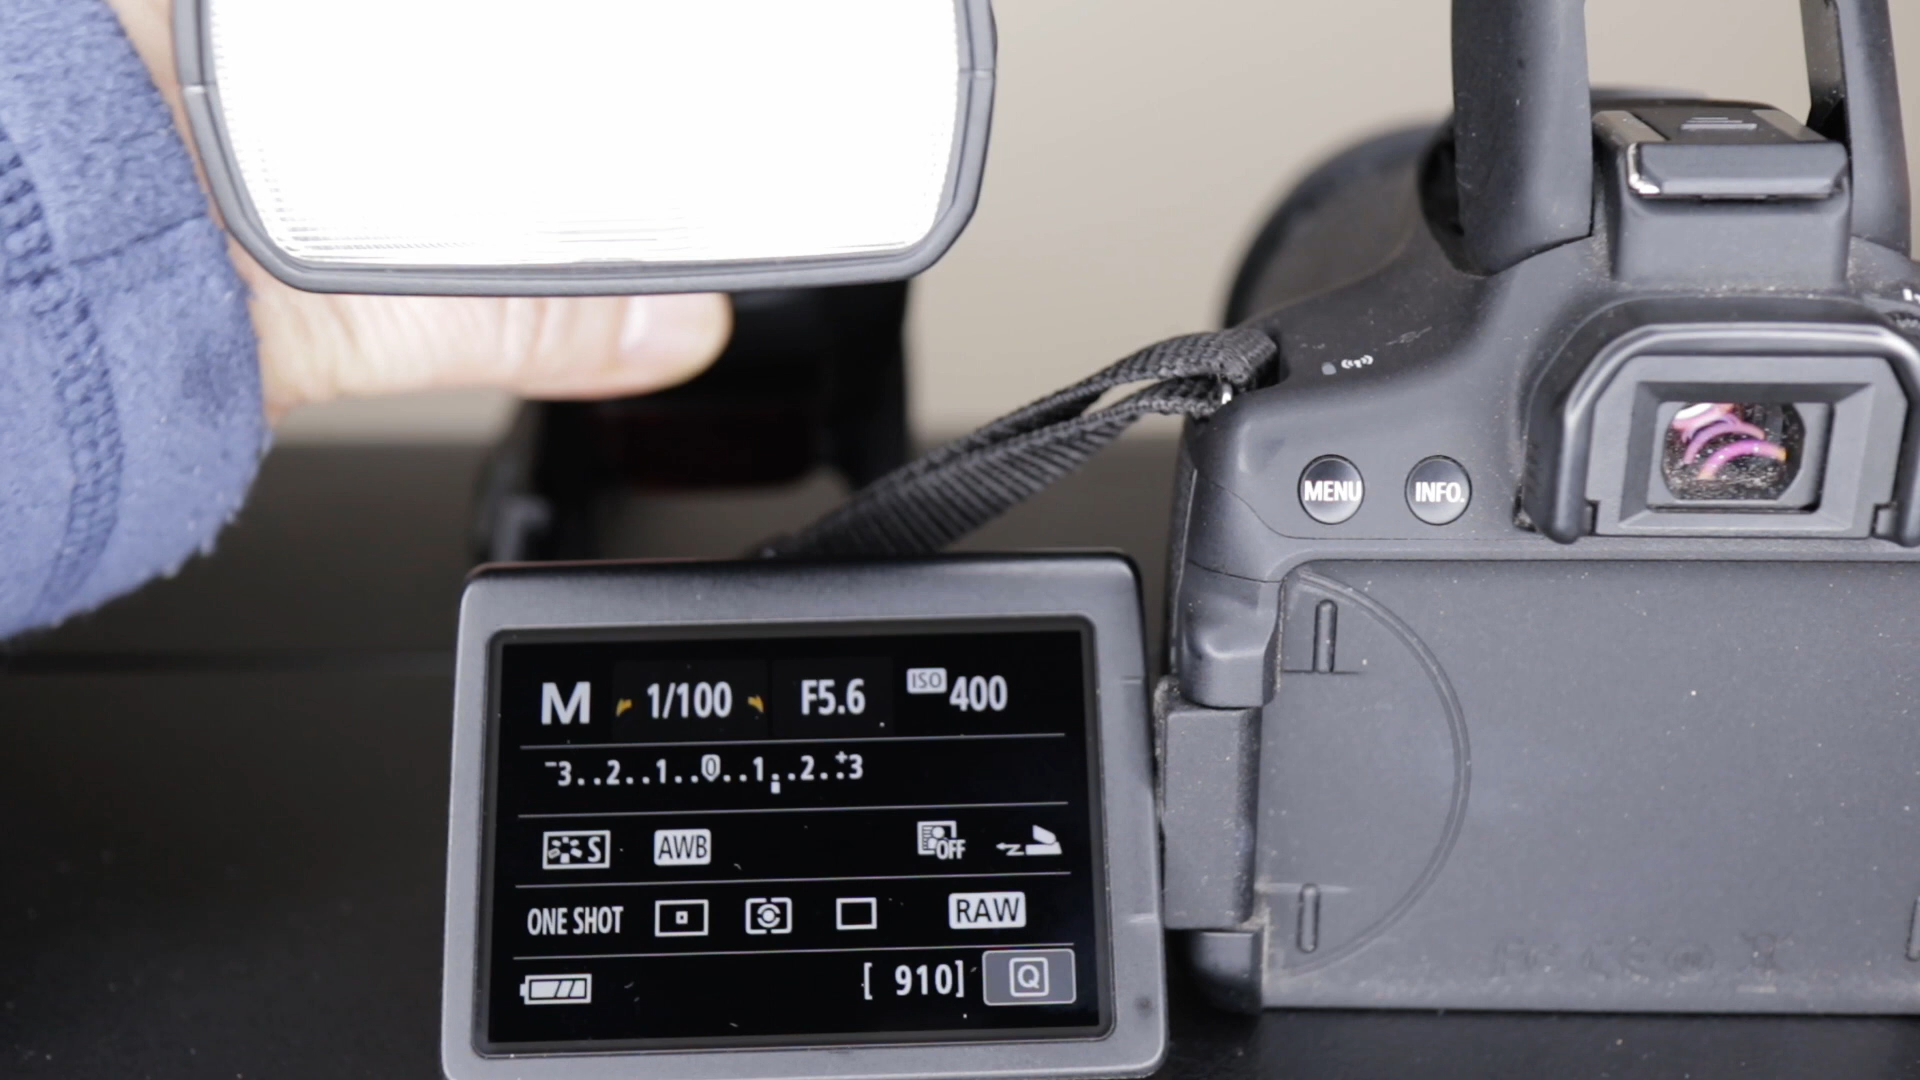 MENU INFO.
M 1/100 F5.6 ISO 400
-3..2..1..0..1..2..+3
S AWB OFF
ONE SHOT RAW
[ 910] Q